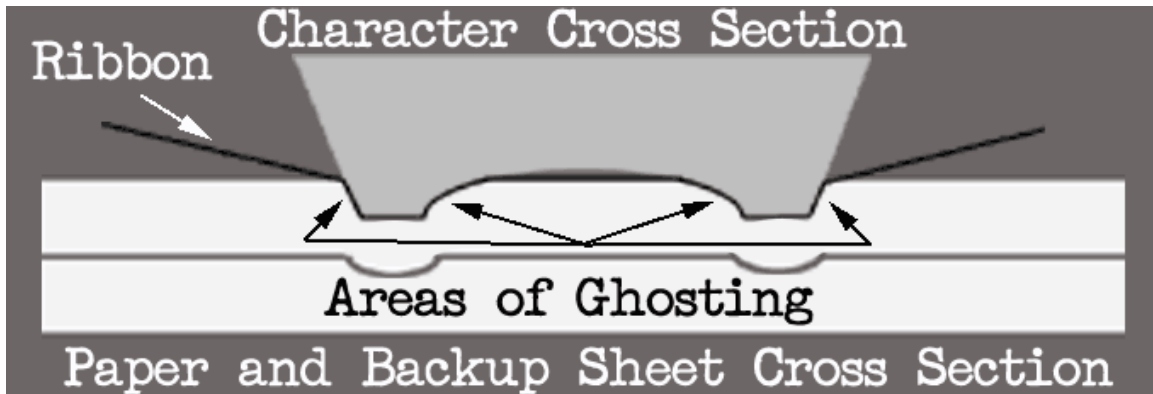 Character Cross Section
Ribbon
Areas of Ghosting
Paper and Backup Sheet Cross Section